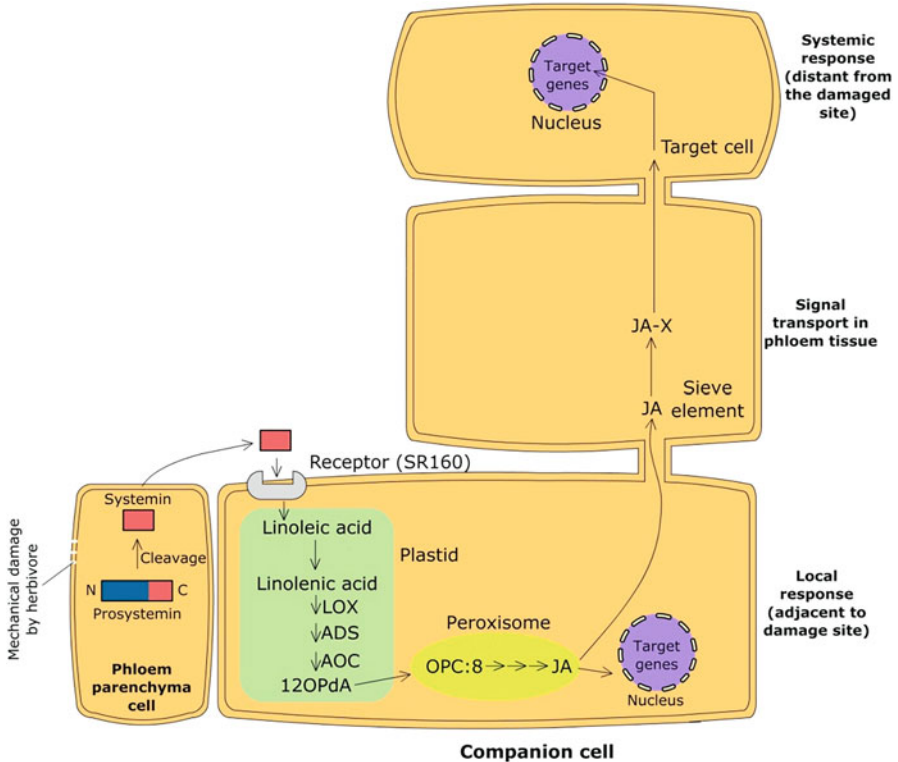 Systemic
response
(distant from
the damaged
site)
Target
genes
Nucleus
Target cell
Signal
transport in
phloem tissue
JA-X
JA
Sieve
element
Receptor (SR160)
Mechanical damage
by herbivore
Systemin
Cleavage
N
C
Prosystemin
Phloem
parenchyma
cell
Linoleic acid
Plastid
Linolenic acid
LOX
ADS
AOC
12OPdA
Peroxisome
OPC:8
JA
Target
genes
Nucleus
Local
response
(adjacent to
damage site)
Companion cell